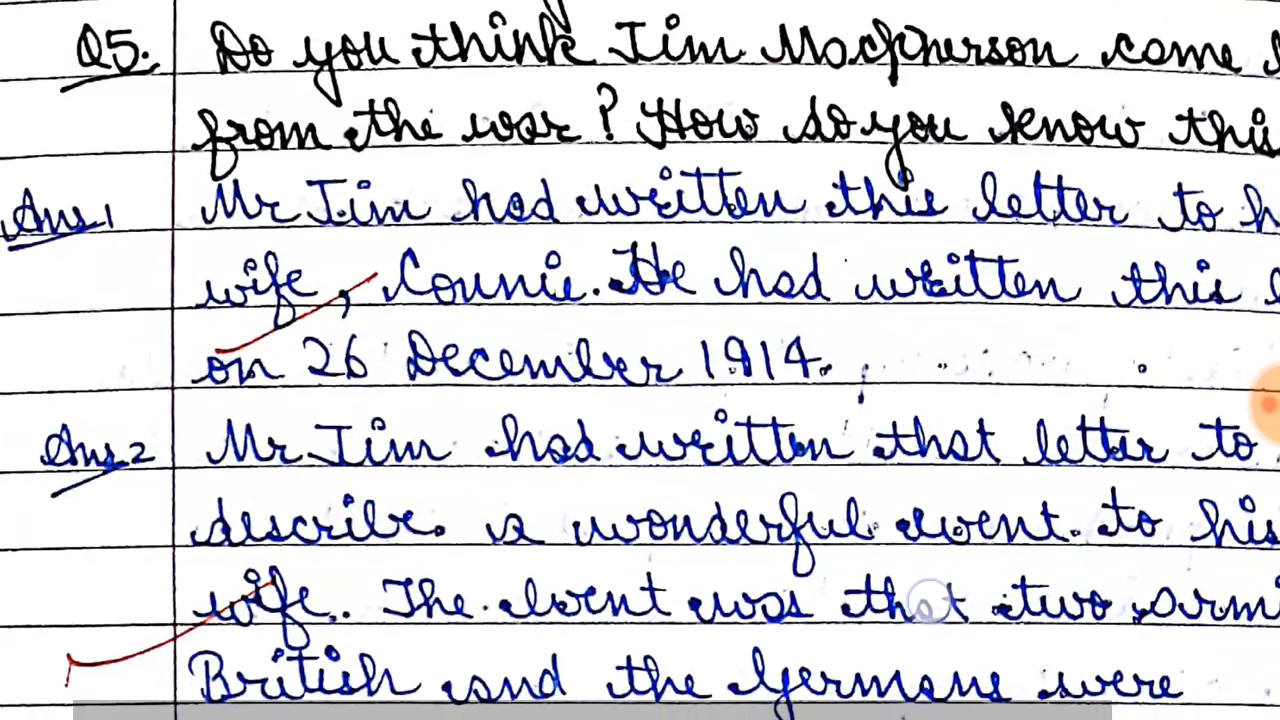 Q5. Do you think Jim Macpherson came
from the war? How do you know this
Ans1 Mr Jim had written this letter to h
wife, Connie. He had written this l
on 26 December 1914.
Ans2 Mr Jim had written that letter to
describe a wonderful event to his
wife. The event was that two arm
British and the Germans were